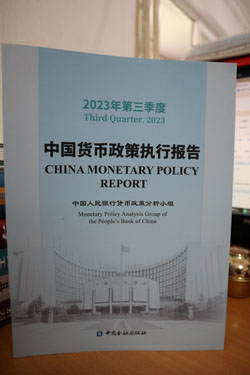 2023年第三季度
Third Quarter, 2023
中国货币政策执行报告
CHINA MONETARY POLICY
REPORT
中国人民银行货币政策分析小组
Monetary Policy Analysis Group of
the People's Bank of China
中国金融出版社